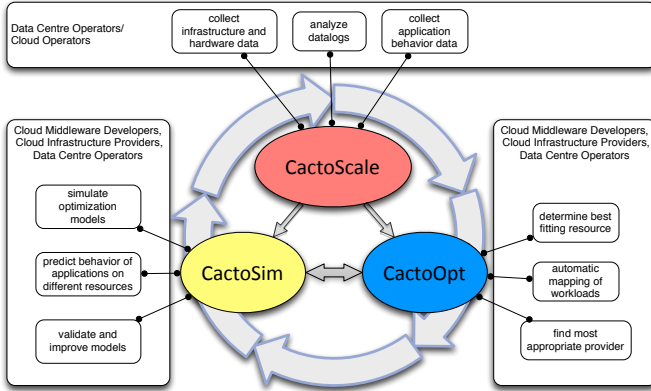 Data Centre Operators/
Cloud Operators
collect
infrastructure and
hardware data
analyze
datalogs
collect
application
behavior data
Cloud Middleware Developers,
Cloud Infrastructure Providers,
Data Centre Operators
simulate
optimization
models
predict behavior of
applications on
different resources
validate and
improve models
CactoScale
CactoSim
CactoOpt
Cloud Middleware Developers,
Cloud Infrastructure Providers,
Data Centre Operators
determine best
fitting resource
automatic
mapping of
workloads
find most
appropriate provider